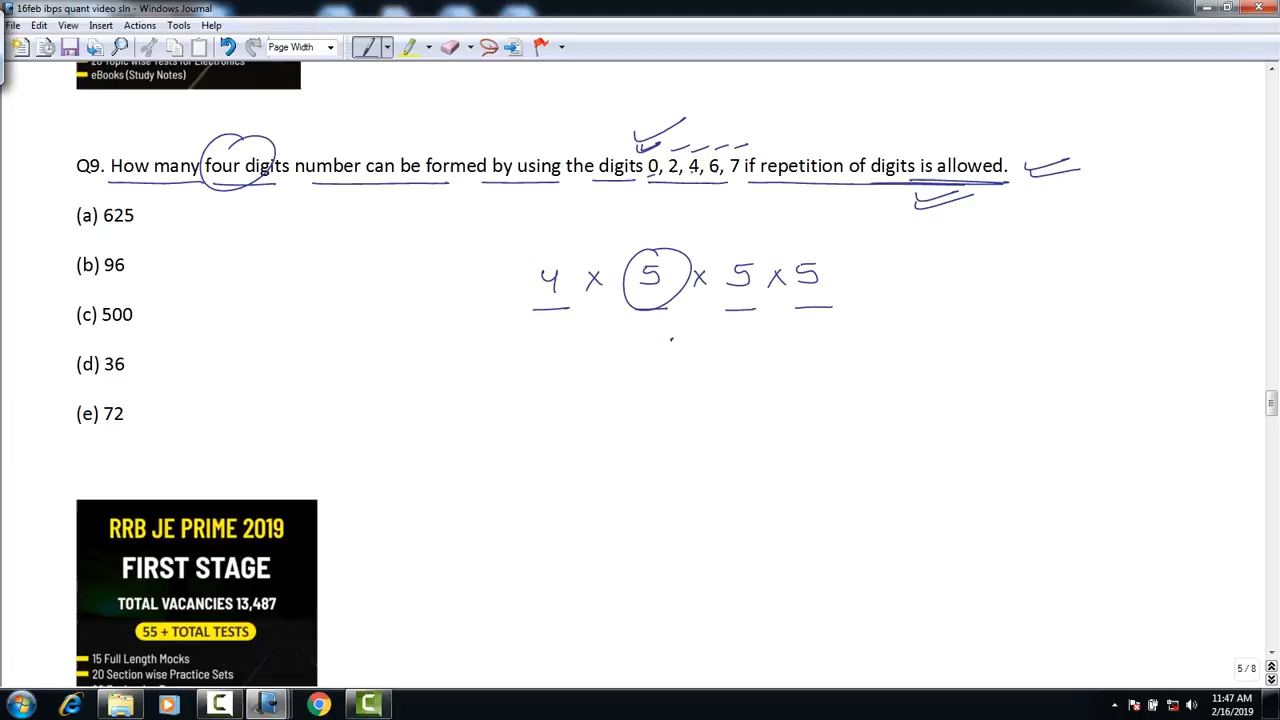 16feb ibps quant video sln - Windows Journal
File Edit View Insert Actions Tools Help
Page Width
eBooks (Study Notes)
Q9. How many four digits number can be formed by using the digits 0, 2, 4, 6, 7 if repetition of digits is allowed.
(a) 625
(b) 96
4 × 5 × 5 × 5
(c) 500
(d) 36
(e) 72
RRB JE PRIME 2019
FIRST STAGE
TOTAL VACANCIES 13,487
55 + TOTAL TESTS
15 Full Length Mocks
20 Section wise Practice Sets
5 / 8
11:47 AM
2/16/2019